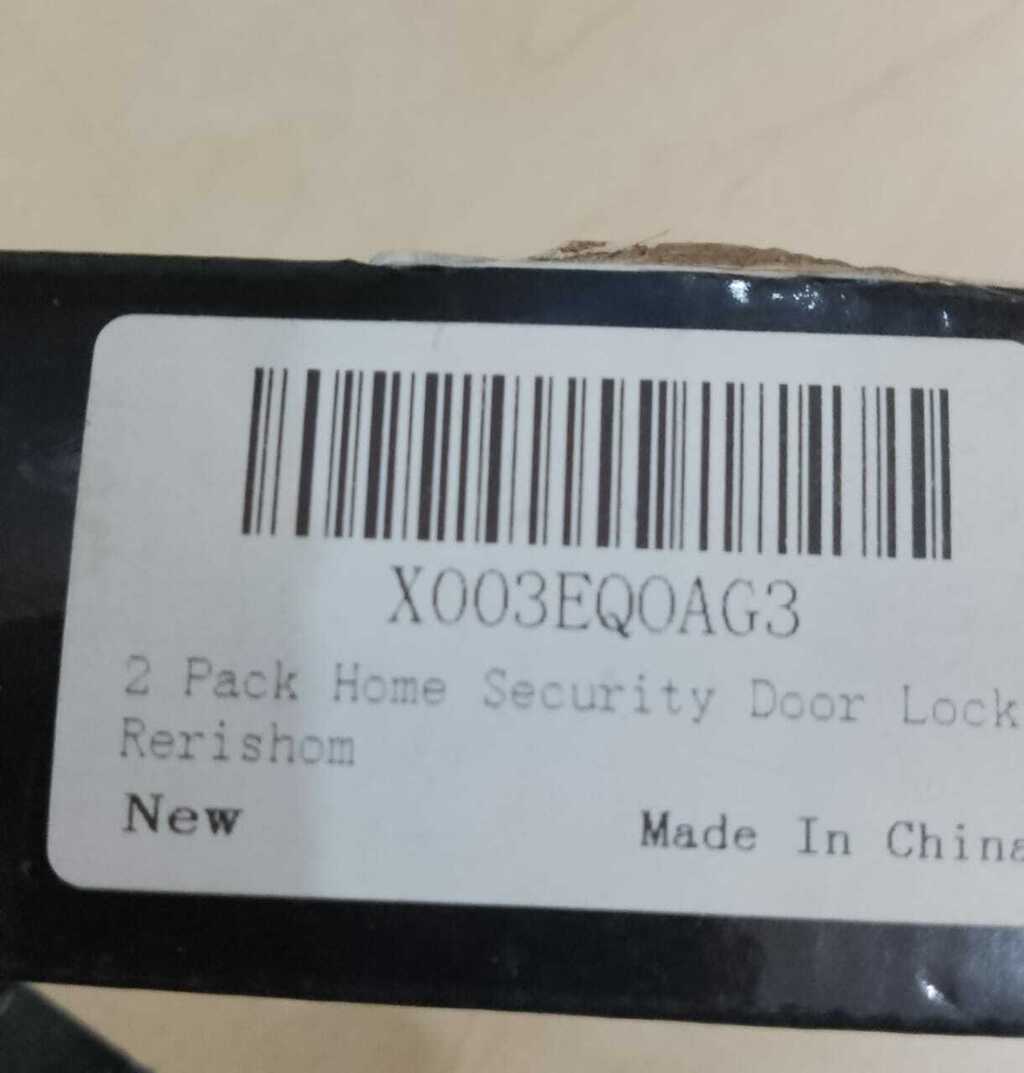 X003EQ0AG3
2 Pack Home Security Door Lock
Rerishom
New
Made In China